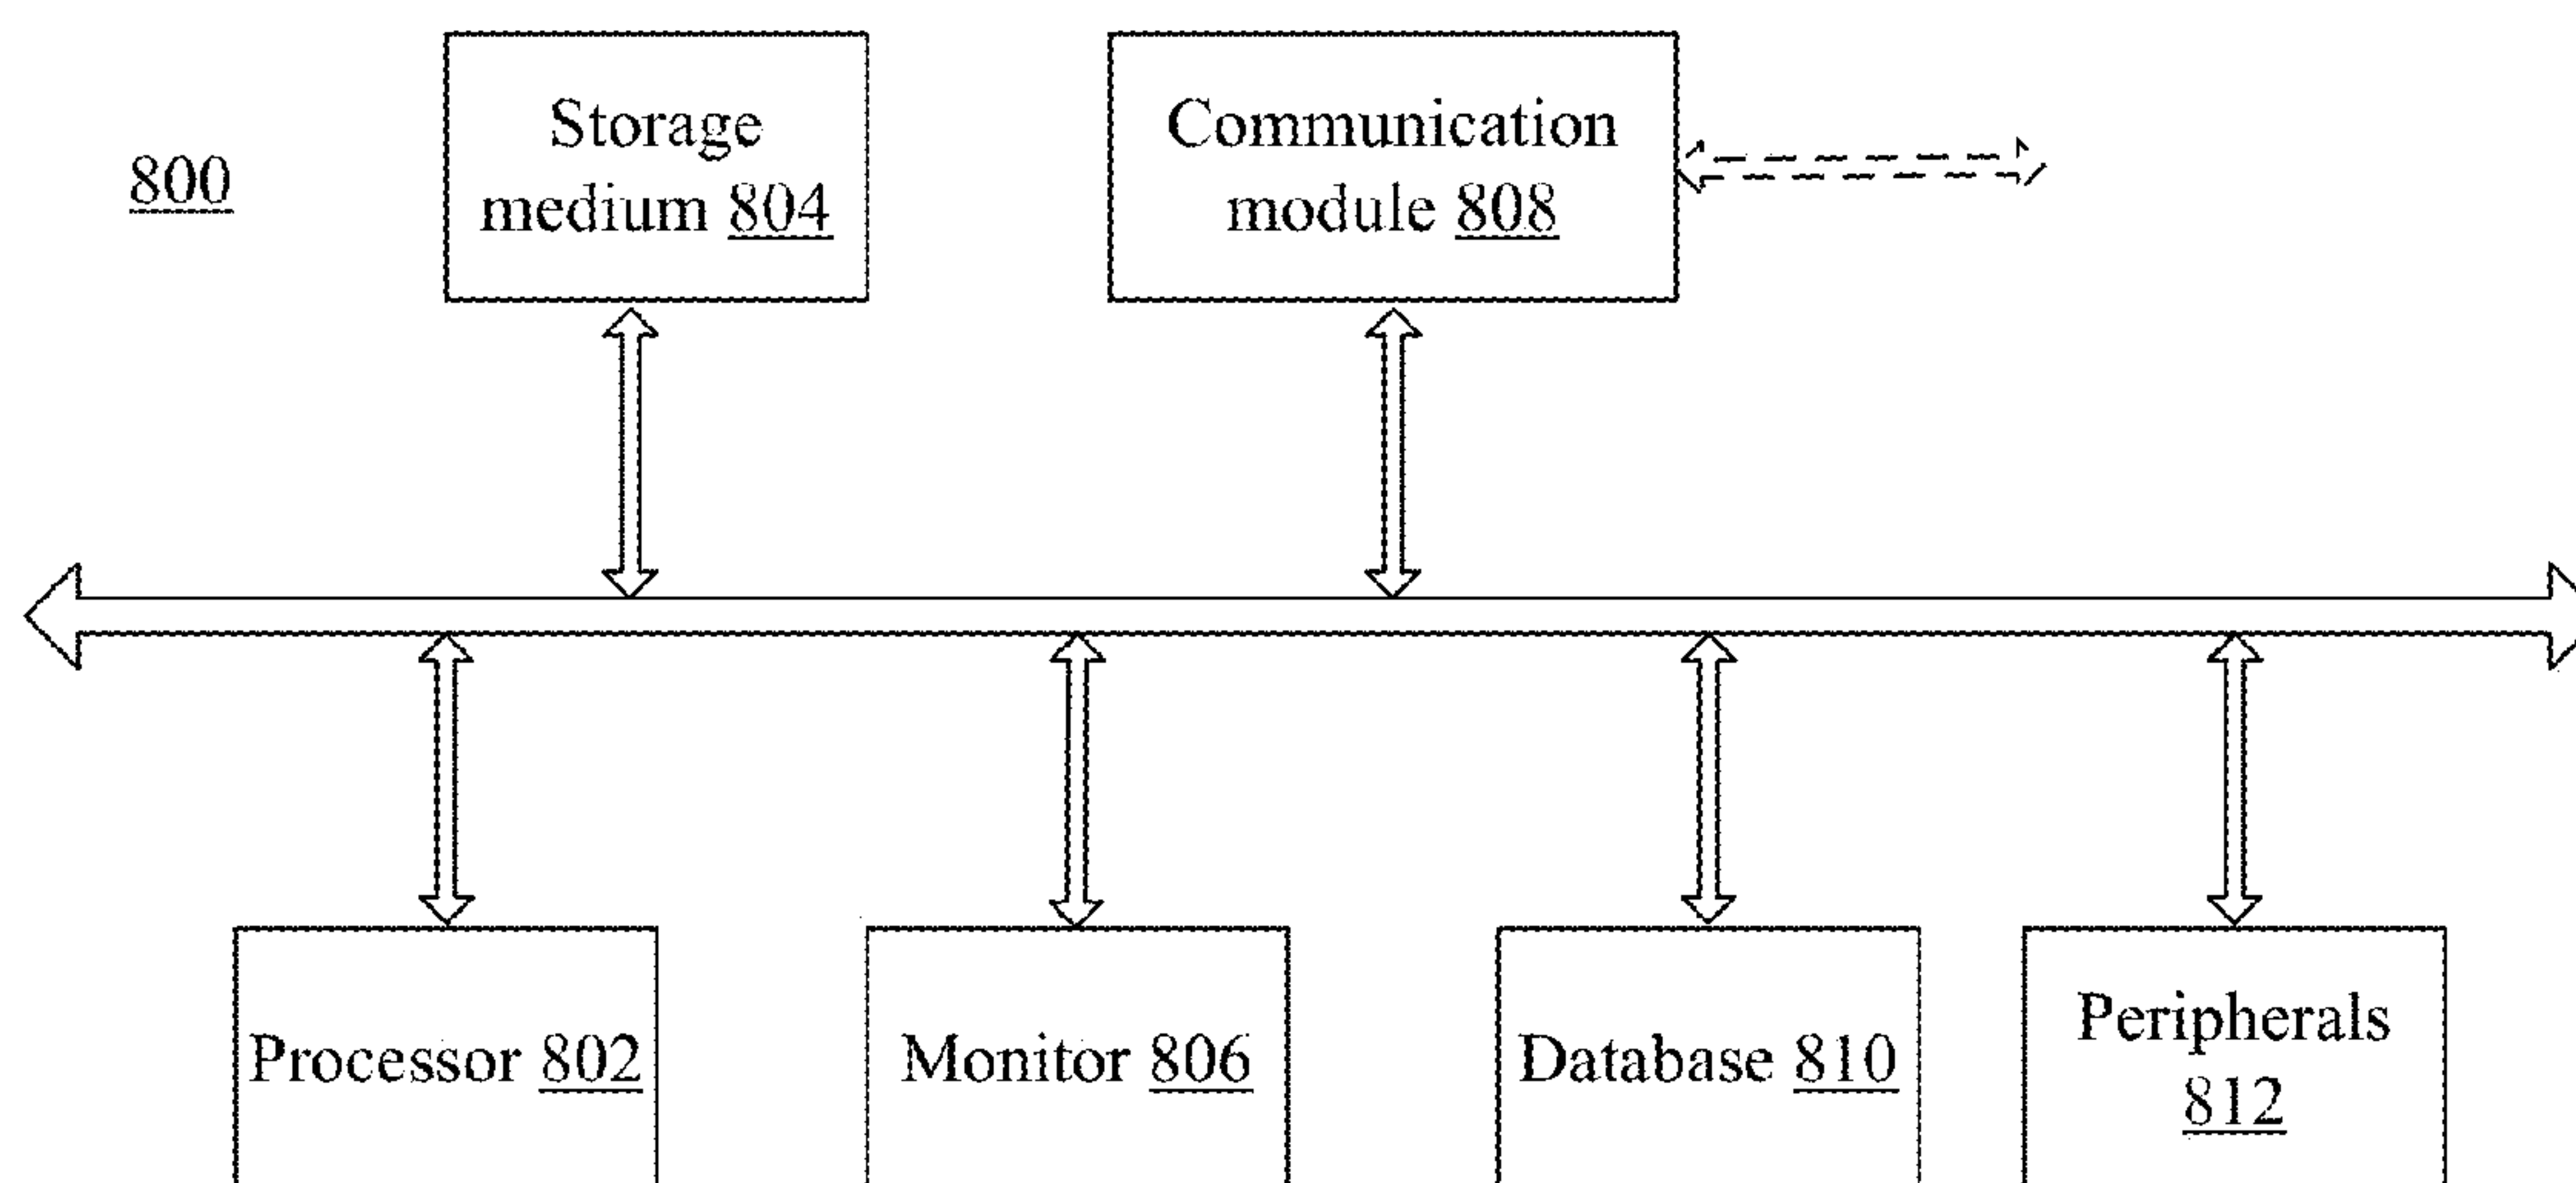 800
Storage
medium 804
Communication
module 808
Processor 802
Monitor 806
Database 810
Peripherals
812